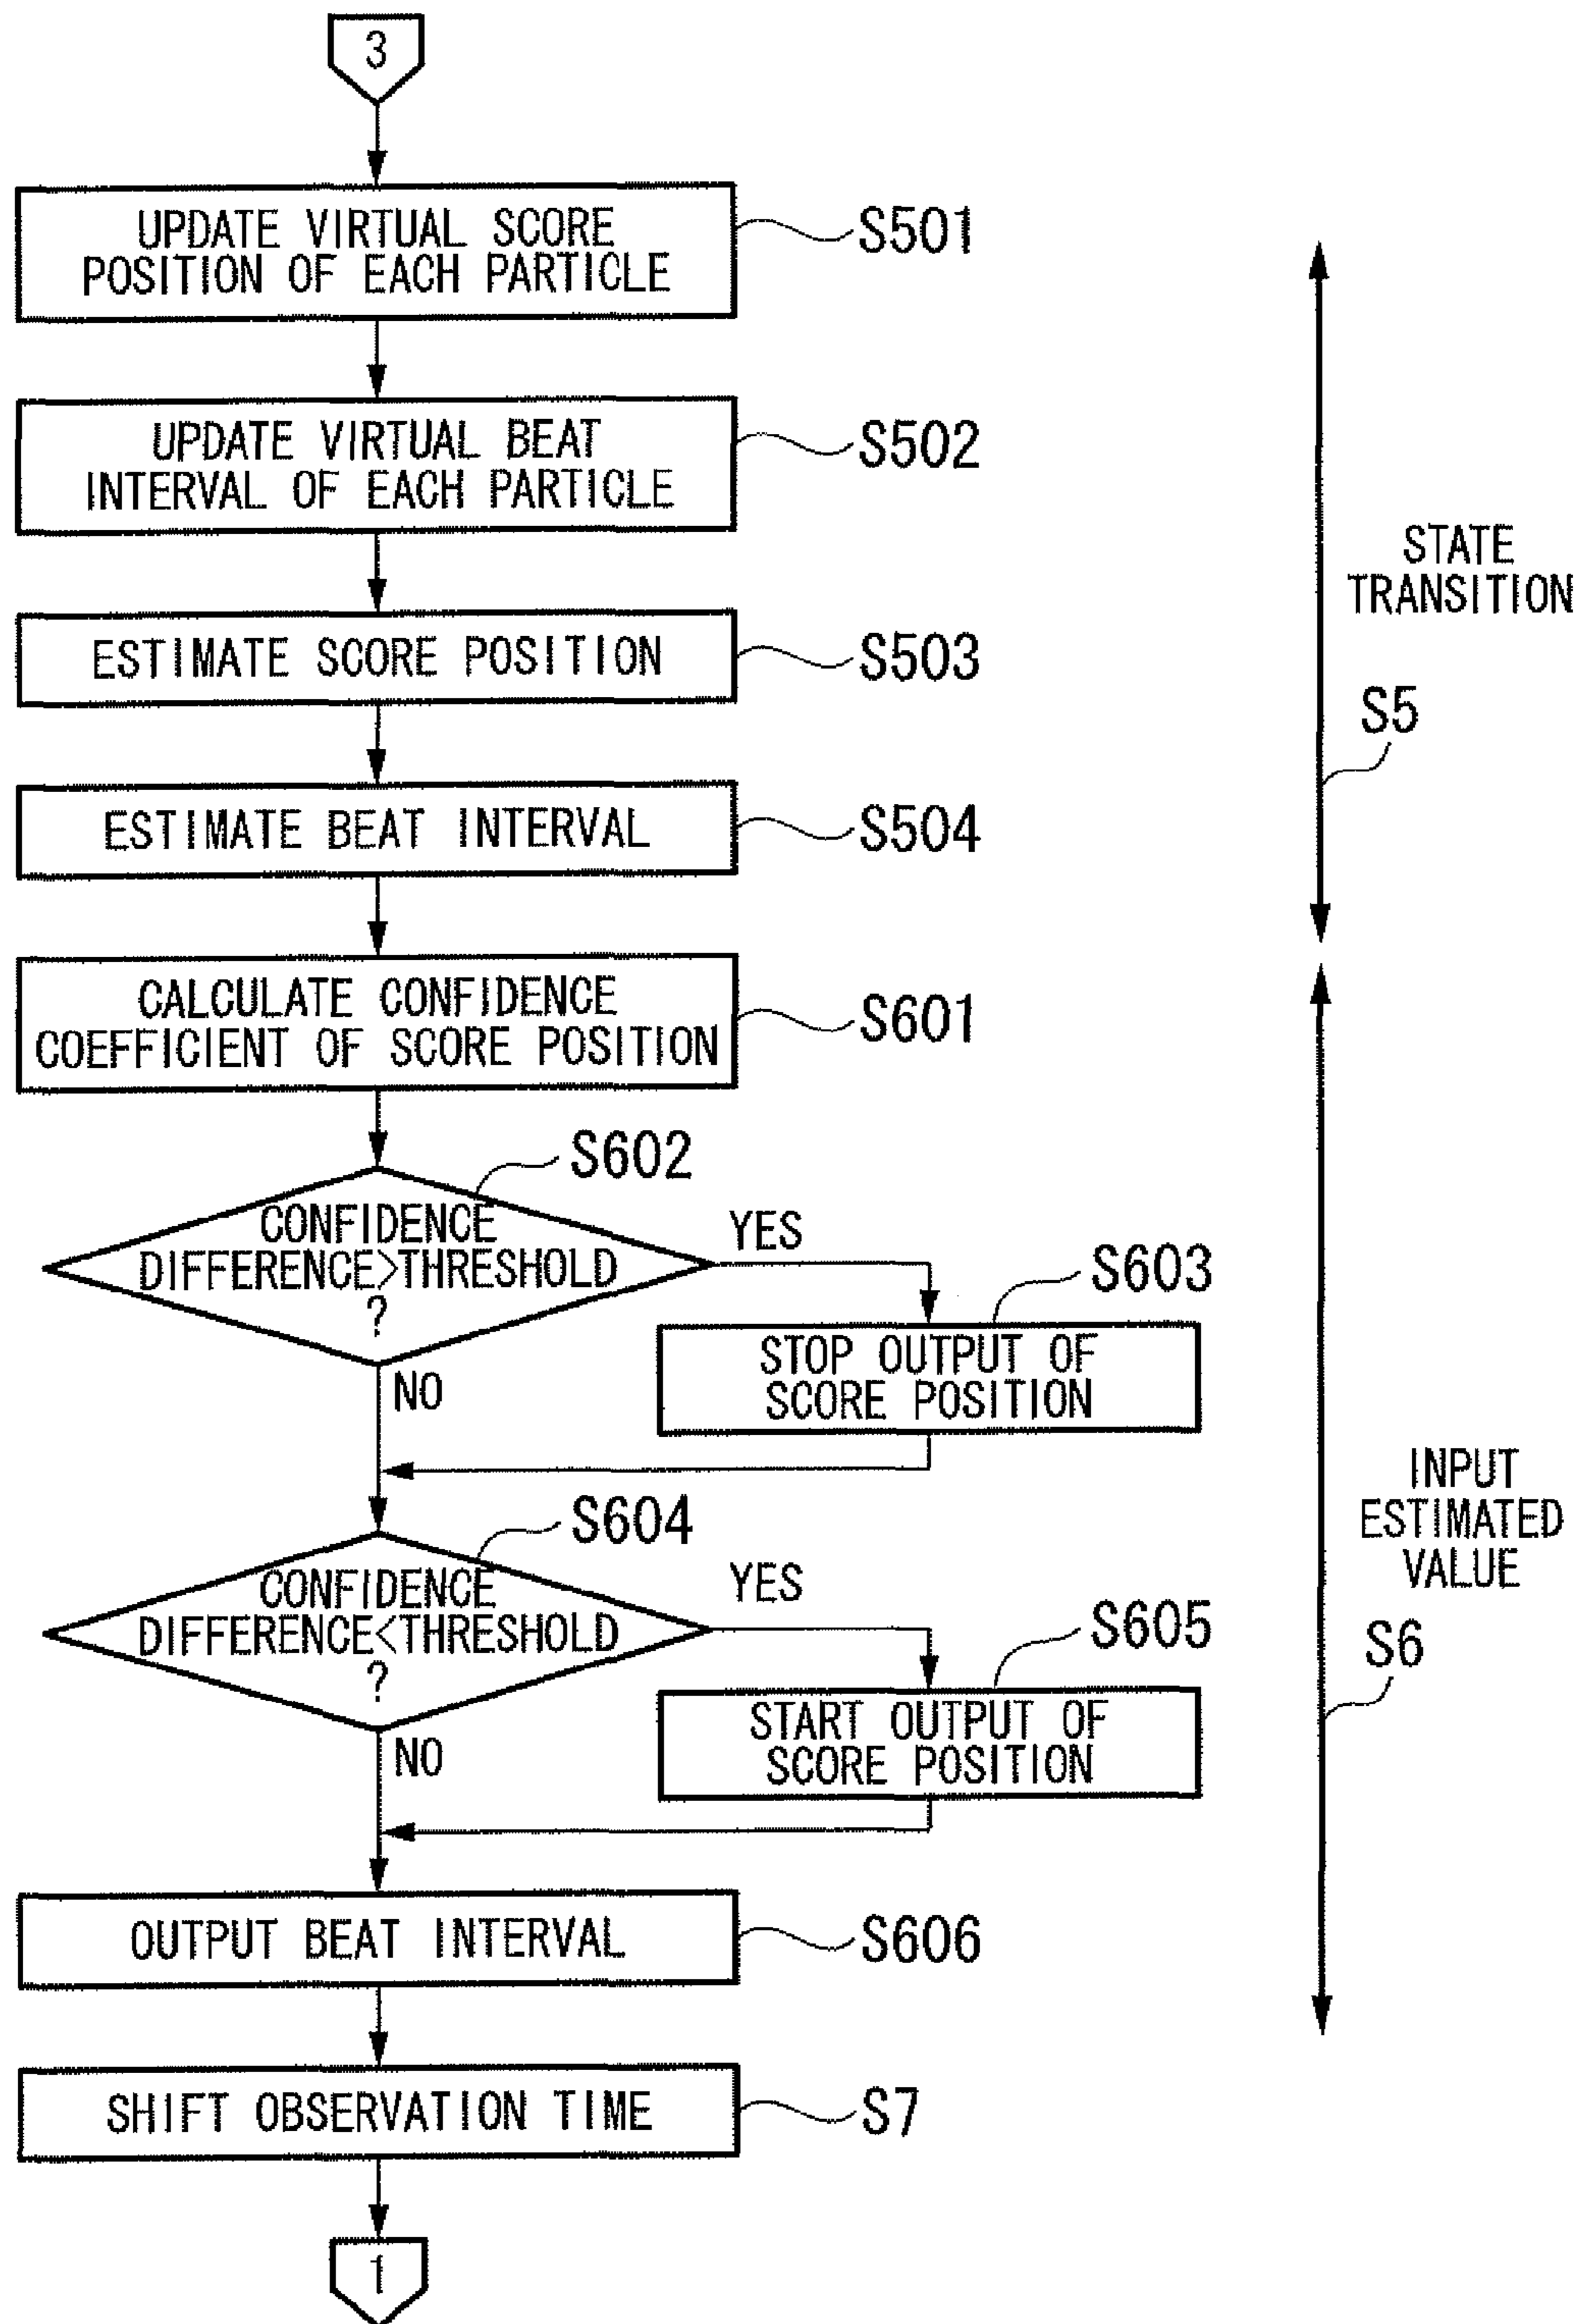 3
UPDATE VIRTUAL SCORE
POSITION OF EACH PARTICLE
S501
UPDATE VIRTUAL BEAT
INTERVAL OF EACH PARTICLE
S502
ESTIMATE SCORE POSITION
S503
ESTIMATE BEAT INTERVAL
S504
STATE
TRANSITION
S5
CALCULATE CONFIDENCE
COEFFICIENT OF SCORE POSITION
S601
S602
CONFIDENCE
DIFFERENCE>THRESHOLD
?
YES
NO
S603
STOP OUTPUT OF
SCORE POSITION
S604
CONFIDENCE
DIFFERENCE<THRESHOLD
?
YES
NO
S605
START OUTPUT OF
SCORE POSITION
INPUT
ESTIMATED
VALUE
S6
OUTPUT BEAT INTERVAL
S606
SHIFT OBSERVATION TIME
S7
1